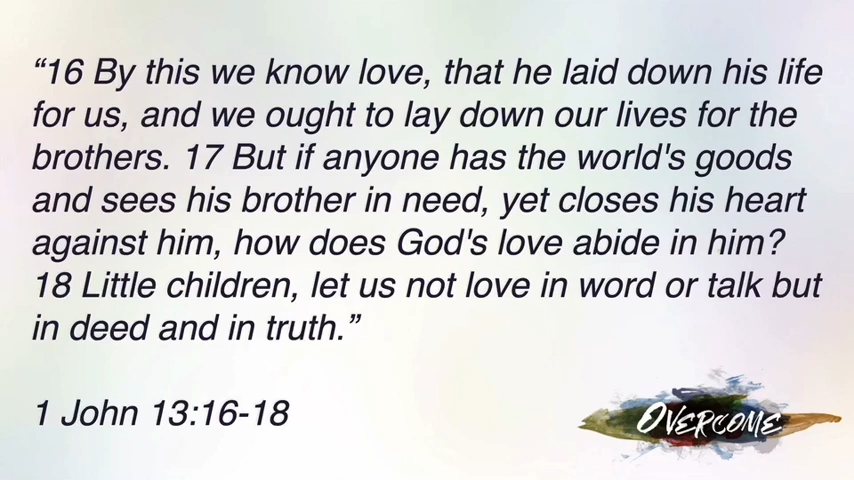 “16 By this we know love, that he laid down his life
for us, and we ought to lay down our lives for the
brothers. 17 But if anyone has the world's goods
and sees his brother in need, yet closes his heart
against him, how does God's love abide in him?
18 Little children, let us not love in word or talk but
in deed and in truth.”
1 John 13:16-18
OVERCOME